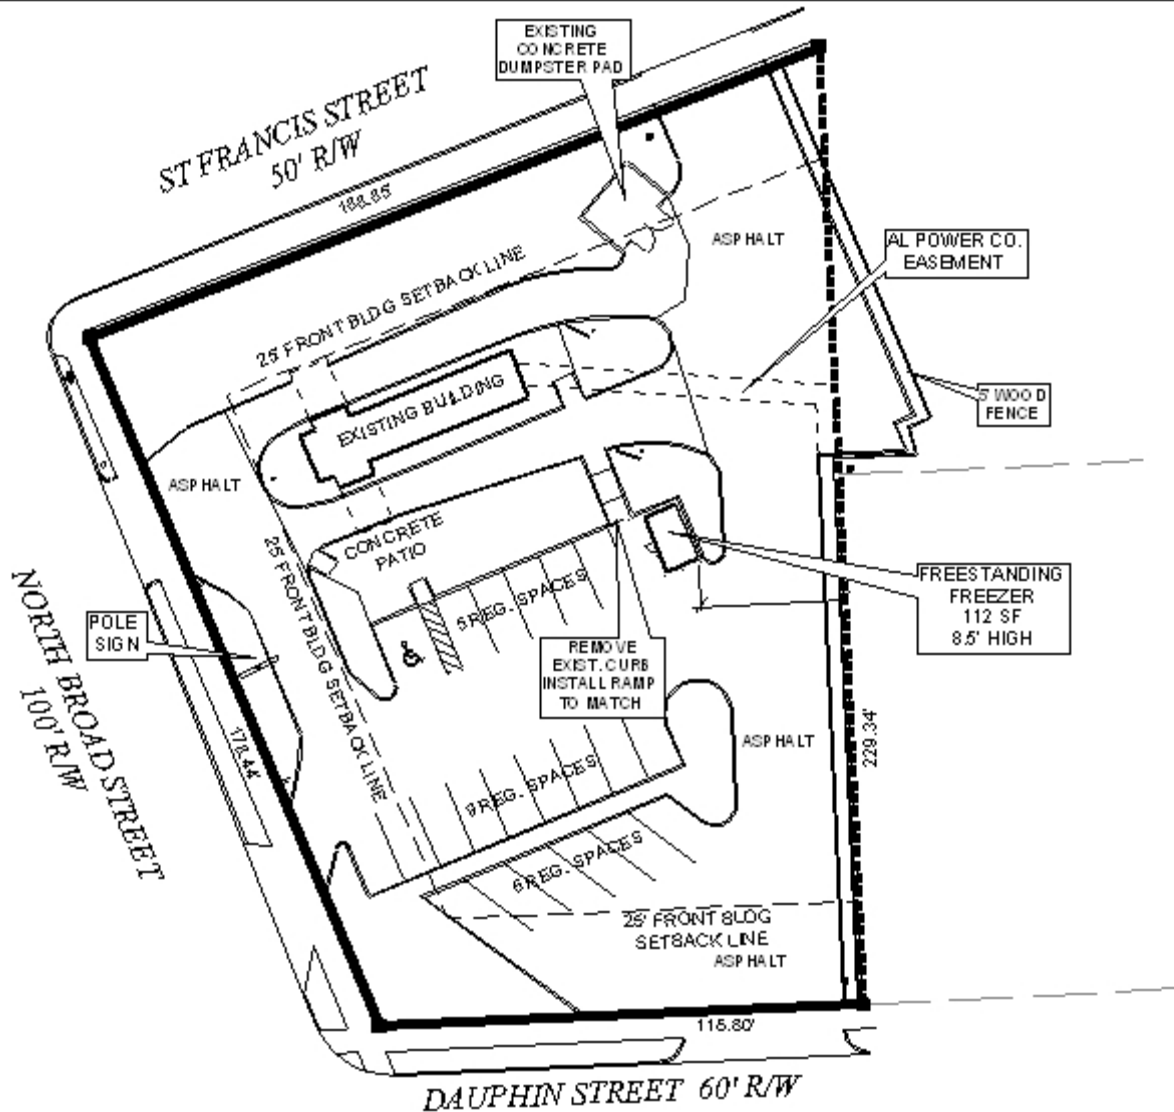 EXISTING
CONCRETE
DUMPSTER PAD
ST FRANCIS STREET
50' R/W
188.85'
ASPHALT
AL POWER CO.
EASEMENT
25' FRONT BLDG SETBACK LINE
EXISTING BUILDING
5' WOOD
FENCE
ASPHALT
CONCRETE
PATIO
25' FRONT BLDG SETBACK LINE
FREESTANDING
FREEZER
112 SF
8.5' HIGH
POLE
SIGN
5 REG. SPACES
REMOVE
EXIST. CURB
INSTALL RAMP
TO MATCH
NORTH BROAD STREET
100' R/W
178.44'
ASPHALT
229.34'
9 REG. SPACES
6 REG. SPACES
25' FRONT BLDG
SETBACK LINE
ASPHALT
115.80'
DAUPHIN STREET 60' R/W